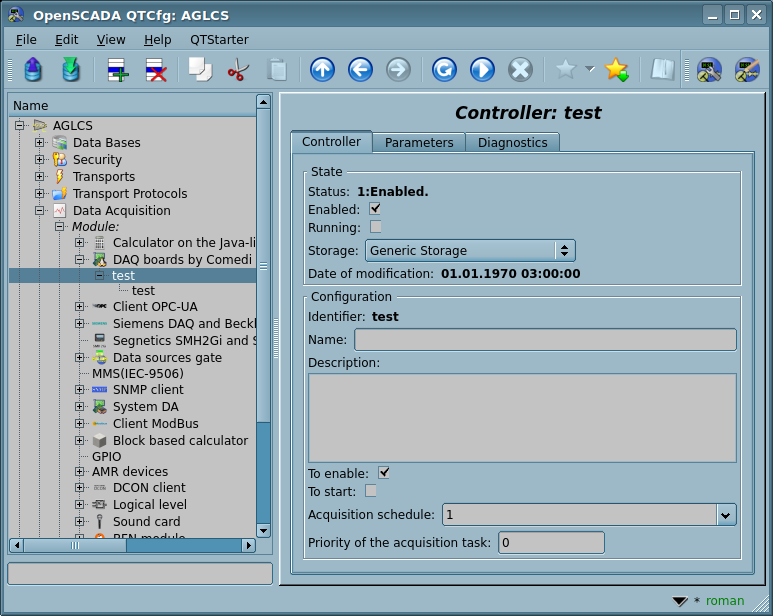 OpenSCADA QTCfg: AGLCS
File Edit View Help QTStarter
Name
AGLCS
Data Bases
Security
Transports
Transport Protocols
Data Acquisition
Module:
Calculator on the Java-li
DAQ boards by Comedi
test
test
Client OPC-UA
Siemens DAQ and Beckl
Segnetics SMH2Gi and S
Data sources gate
MMS(IEC-9506)
SNMP client
System DA
Client ModBus
Block based calculator
GPIO
AMR devices
DCON client
Logical level
Sound card
BFN module
Controller: test
Controller Parameters Diagnostics
State
Status: 1:Enabled.
Enabled:
Running:
Storage: Generic Storage
Date of modification: 01.01.1970 03:00:00
Configuration
Identifier: test
Name:
Description:
To enable:
To start:
Acquisition schedule: 1
Priority of the acquisition task: 0
* roman